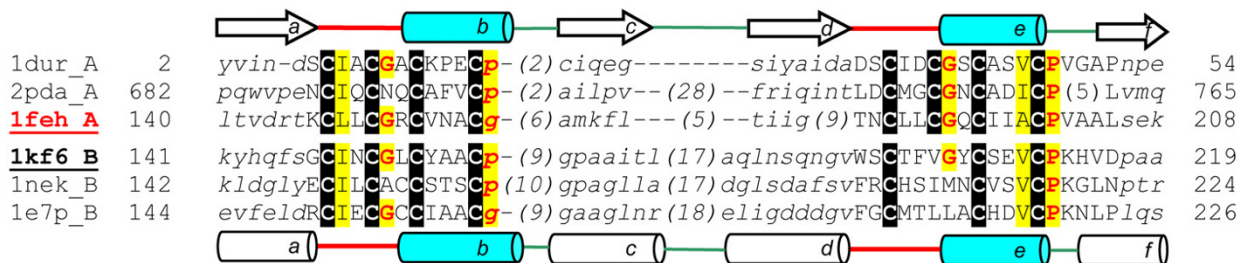 a b c d e f
1dur_A 2 yvin-dSCIACGACKPECp-(2)ciqeg--------siyaidaDSCIDCGSCASVCPVGAPnpe 54
2pda_A 682 pqwvpeNCIQCNQCAFVCp-(2)ailpv--(28)--friqintLDCMGCGNCADICP(5)Lvmq 765
1feh_A 140 ltvdrtKCLLCGRCVNACg-(6)amkfl---(5)--tiig(9)TNCLLCGQCIIACPVAALsek 208
1kf6_B 141 kyhqfsGCINCGLCYAACp-(9)gpaaitl(17)aqlnsqngvWSCTFVGYCSEVCPKHVDpaa 219
1nek_B 142 kldglyECILCACCSTSCp(10)gpaglla(17)dglsdafsvFRCHSIMNCVSVCPKGLNptr 224
1e7p_B 144 evfeldRCIECGCCIAACg-(9)gaaglnr(18)eligdddgvFGCMTLLACHDVCPKNLPlqs 226
a b c d e f